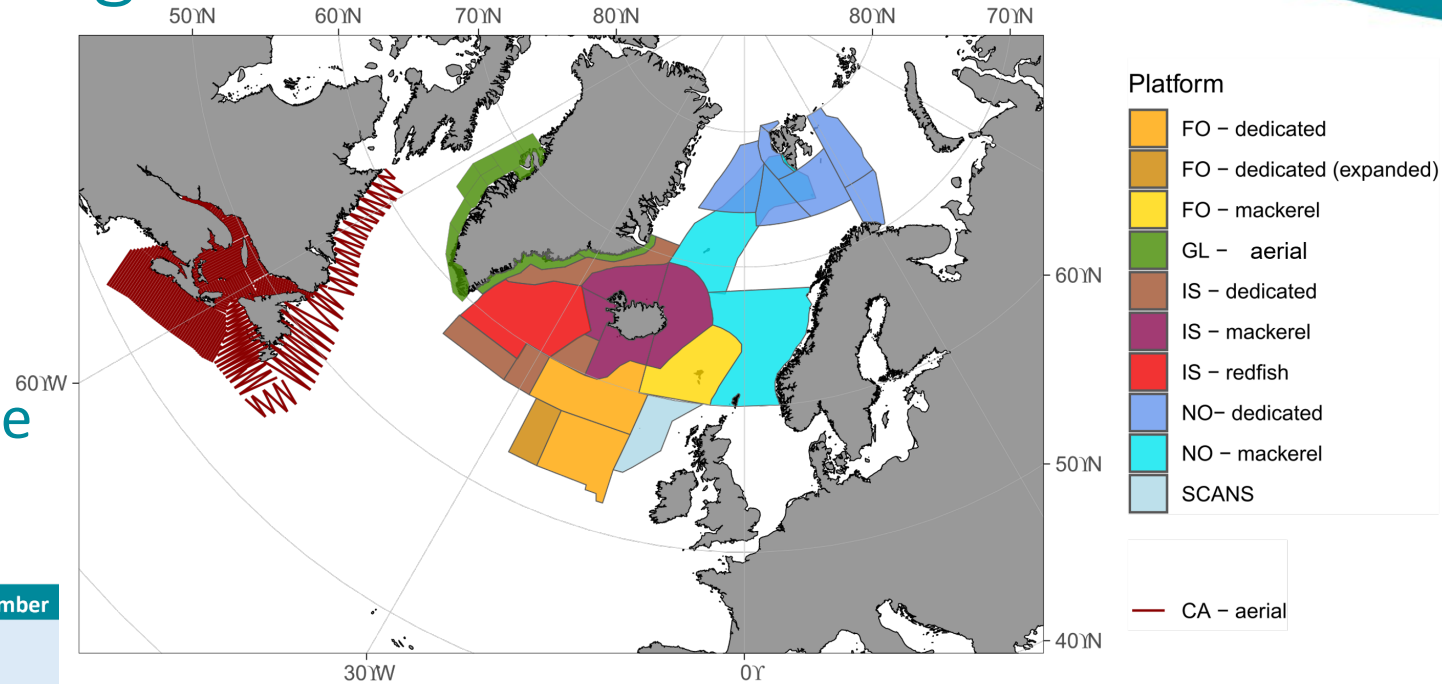 g
50°N 60°N 70°N 80°N 80°N 70°N
60°N
60°W
50°N
40°N
30°W 0°
e
mber
Platform
FO − dedicated
FO − dedicated (expanded)
FO − mackerel
GL − aerial
IS − dedicated
IS − mackerel
IS − redfish
NO− dedicated
NO − mackerel
SCANS
CA − aerial